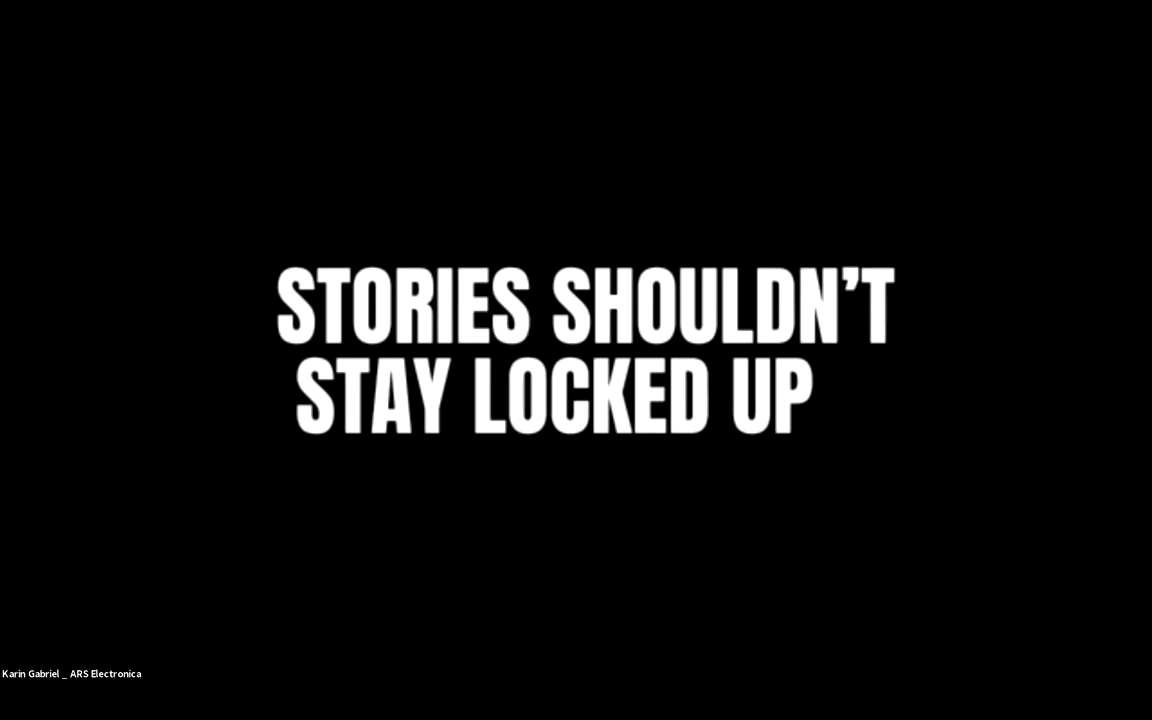 STORIES SHOULDN’T
STAY LOCKED UP
Karin Gabriel _ ARS Electronica